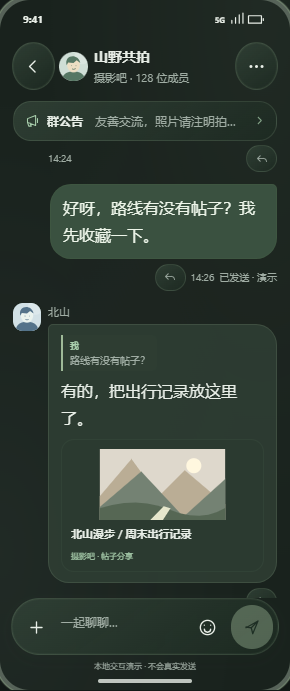 9:41
5G
山野共拍
摄影吧 · 128 位成员
群公告 友善交流，照片请注明拍...
14:24
好呀，路线有没有帖子？我
先收藏一下。
14:26 已发送 · 演示
北山
我
路线有没有帖子？
有的，把出行记录放这里
了。
北山漫步 / 周末出行记录
摄影吧 · 帖子分享
一起聊聊...
本地交互演示 · 不会真实发送